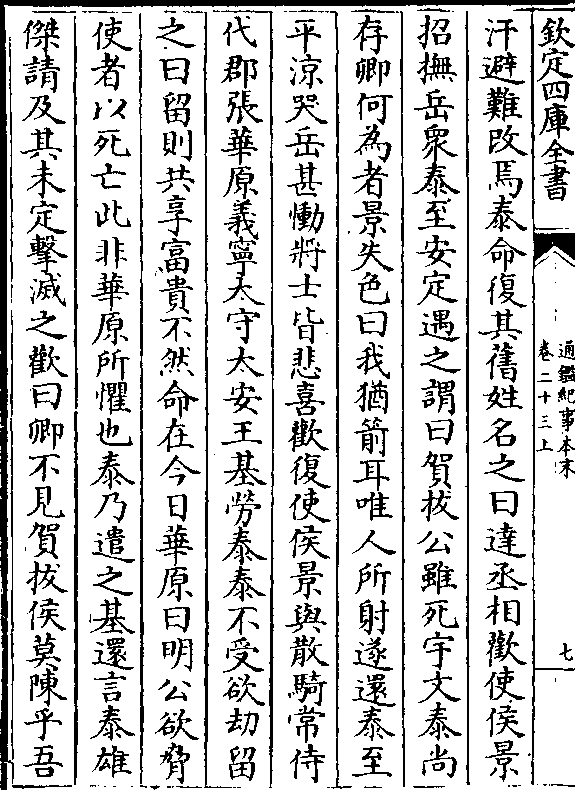 欽定四庫全書
通鑑紀事本末
卷二十三上
七
汗避難改焉泰命復其舊姓名之曰達丞相歡使侯景
招撫岳衆泰至安定遇之謂曰賀拔公雖死宇文泰尚
存卿何為者景失色曰我猶箭耳唯人所射遂還泰至
平涼哭岳甚慟將士皆悲喜歡復使侯景與散騎常侍
代郡張華原義寧太守太安王基勞泰泰不受欲劫留
之曰留則共享富貴不然命在今日華原曰明公欲脅
使者以死亡此非華原所懼也泰乃遣之基還言泰雄
傑請及其未定擊滅之歡曰卿不見賀拔侯莫陳乎吾